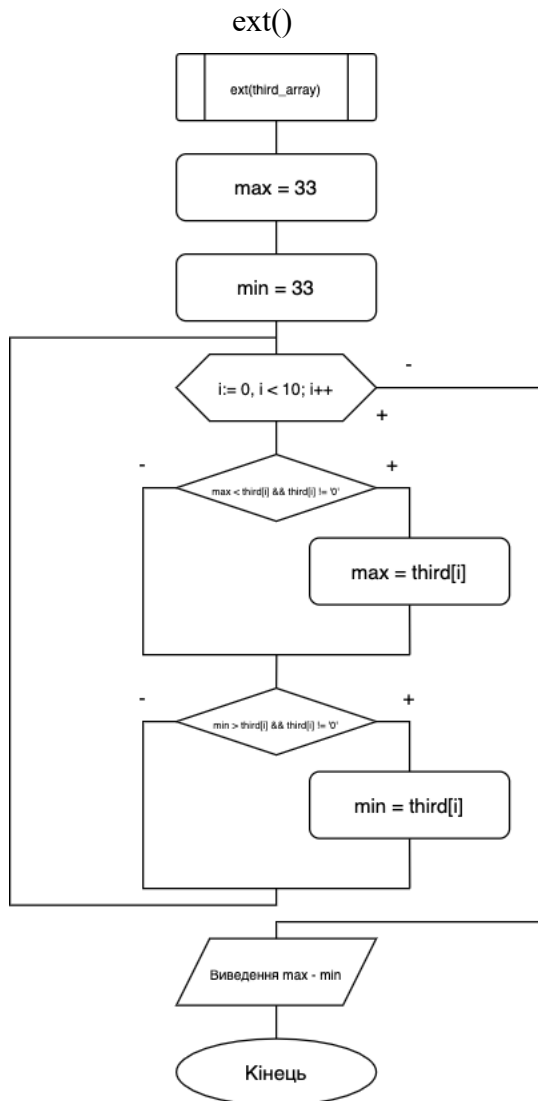 ext()
ext(third_array)
max = 33
min = 33
-
i:= 0, i < 10; i++
+
-
+
max < third[i] && third[i] != '0'
max = third[i]
-
+
min > third[i] && third[i] != '0'
min = third[i]
Виведення max - min
Кінець